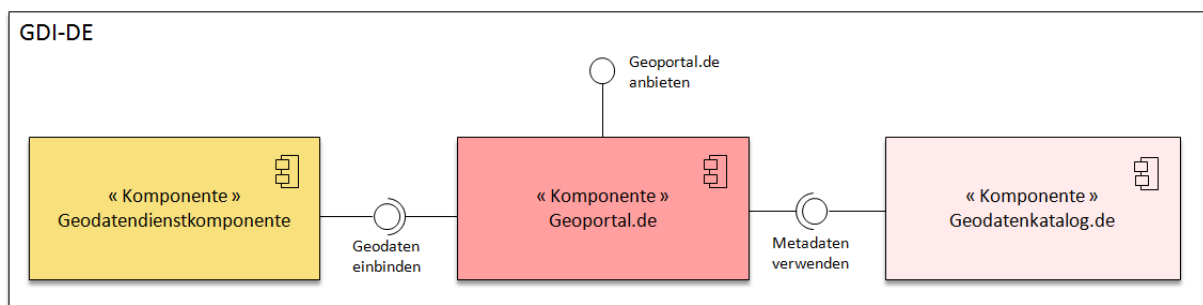 GDI-DE
Geoportal.de
anbieten
« Komponente »
Geodatendienstkomponente
Geodaten
einbinden
« Komponente »
Geoportal.de
Metadaten
verwenden
« Komponente »
Geodatenkatalog.de